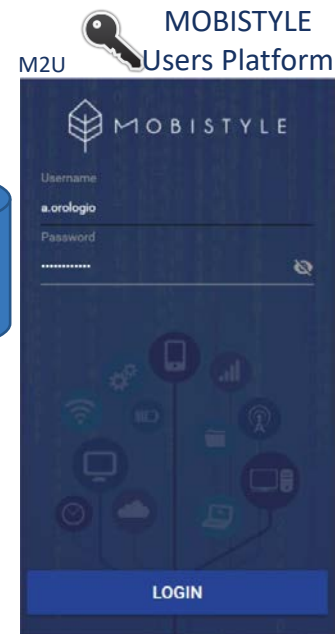 MOBISTYLE
M2U Users Platform
MOBISTYLE
Username
a.orologio
Password
••••••••••••
LOGIN